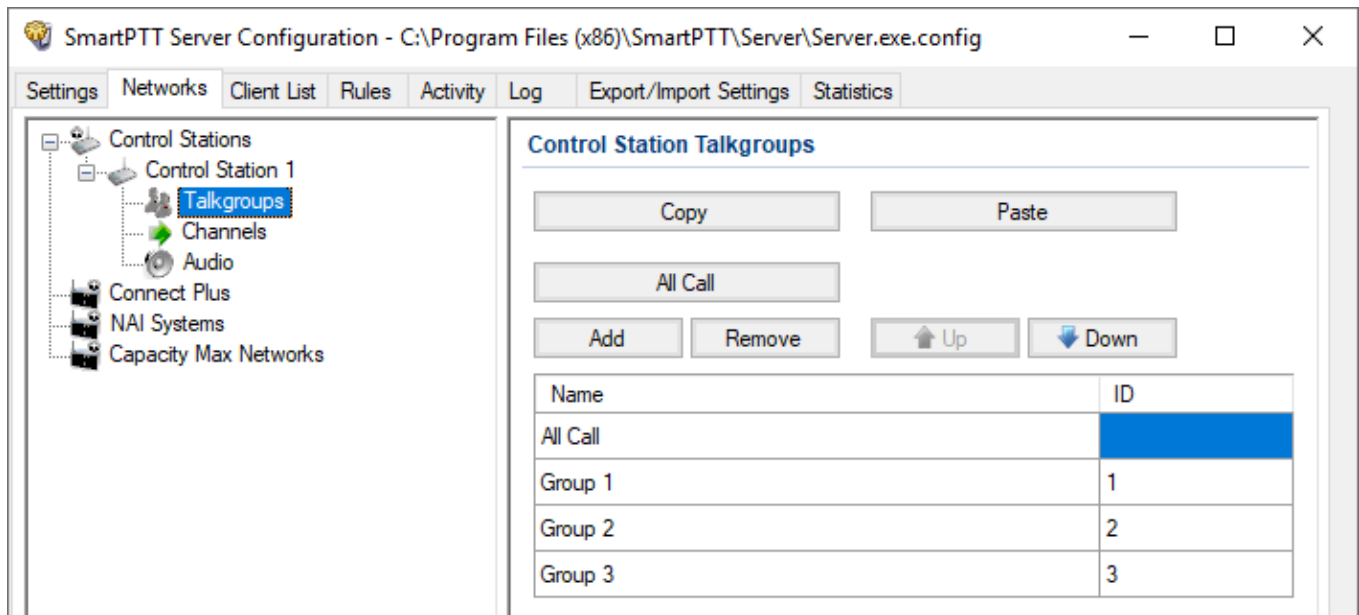 SmartPTT Server Configuration - C:\Program Files (x86)\SmartPTT\Server\Server.exe.config
Settings Networks Client List Rules Activity Log Export/Import Settings Statistics
Control Stations
Control Station 1
Talkgroups
Channels
Audio
Connect Plus
NAI Systems
Capacity Max Networks
Control Station Talkgroups
Copy Paste
All Call
Add Remove Up Down
Name ID
All Call
Group 1 1
Group 2 2
Group 3 3